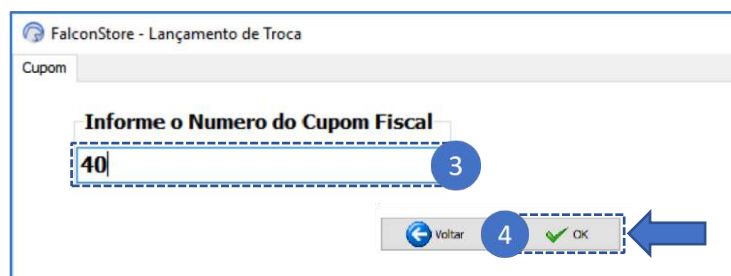 FalconStore - Lançamento de Troca
Cupom
Informe o Numero do Cupom Fiscal
40
3
Voltar
4
OK